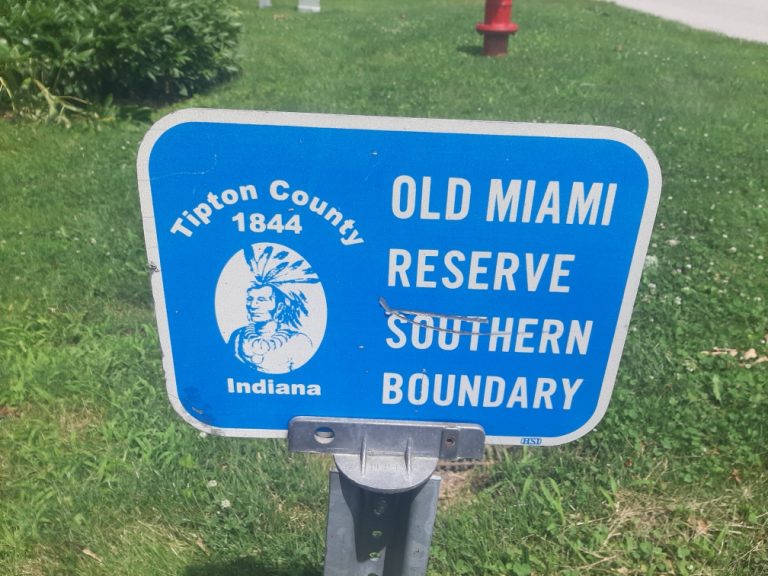 Tipton County
1844
Indiana
OLD MIAMI
RESERVE
SOUTHERN
BOUNDARY